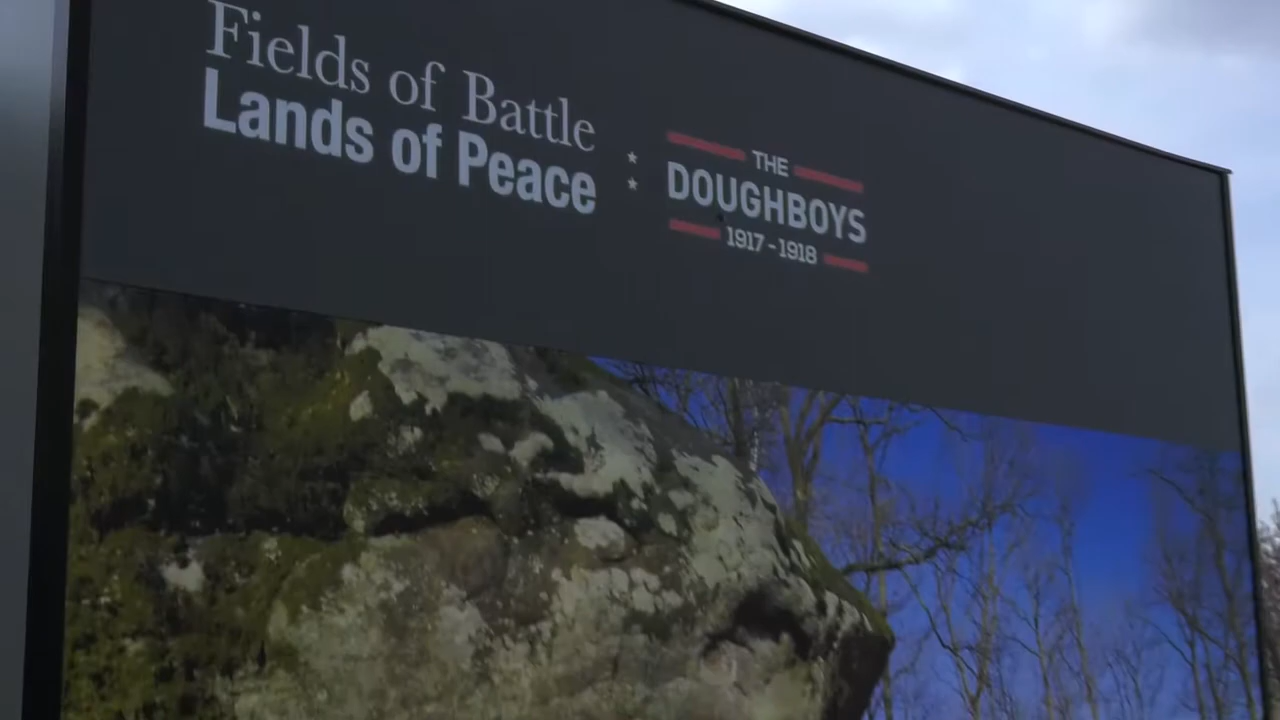 Fields of Battle
Lands of Peace
THE
DOUGHBOYS
1917 - 1918